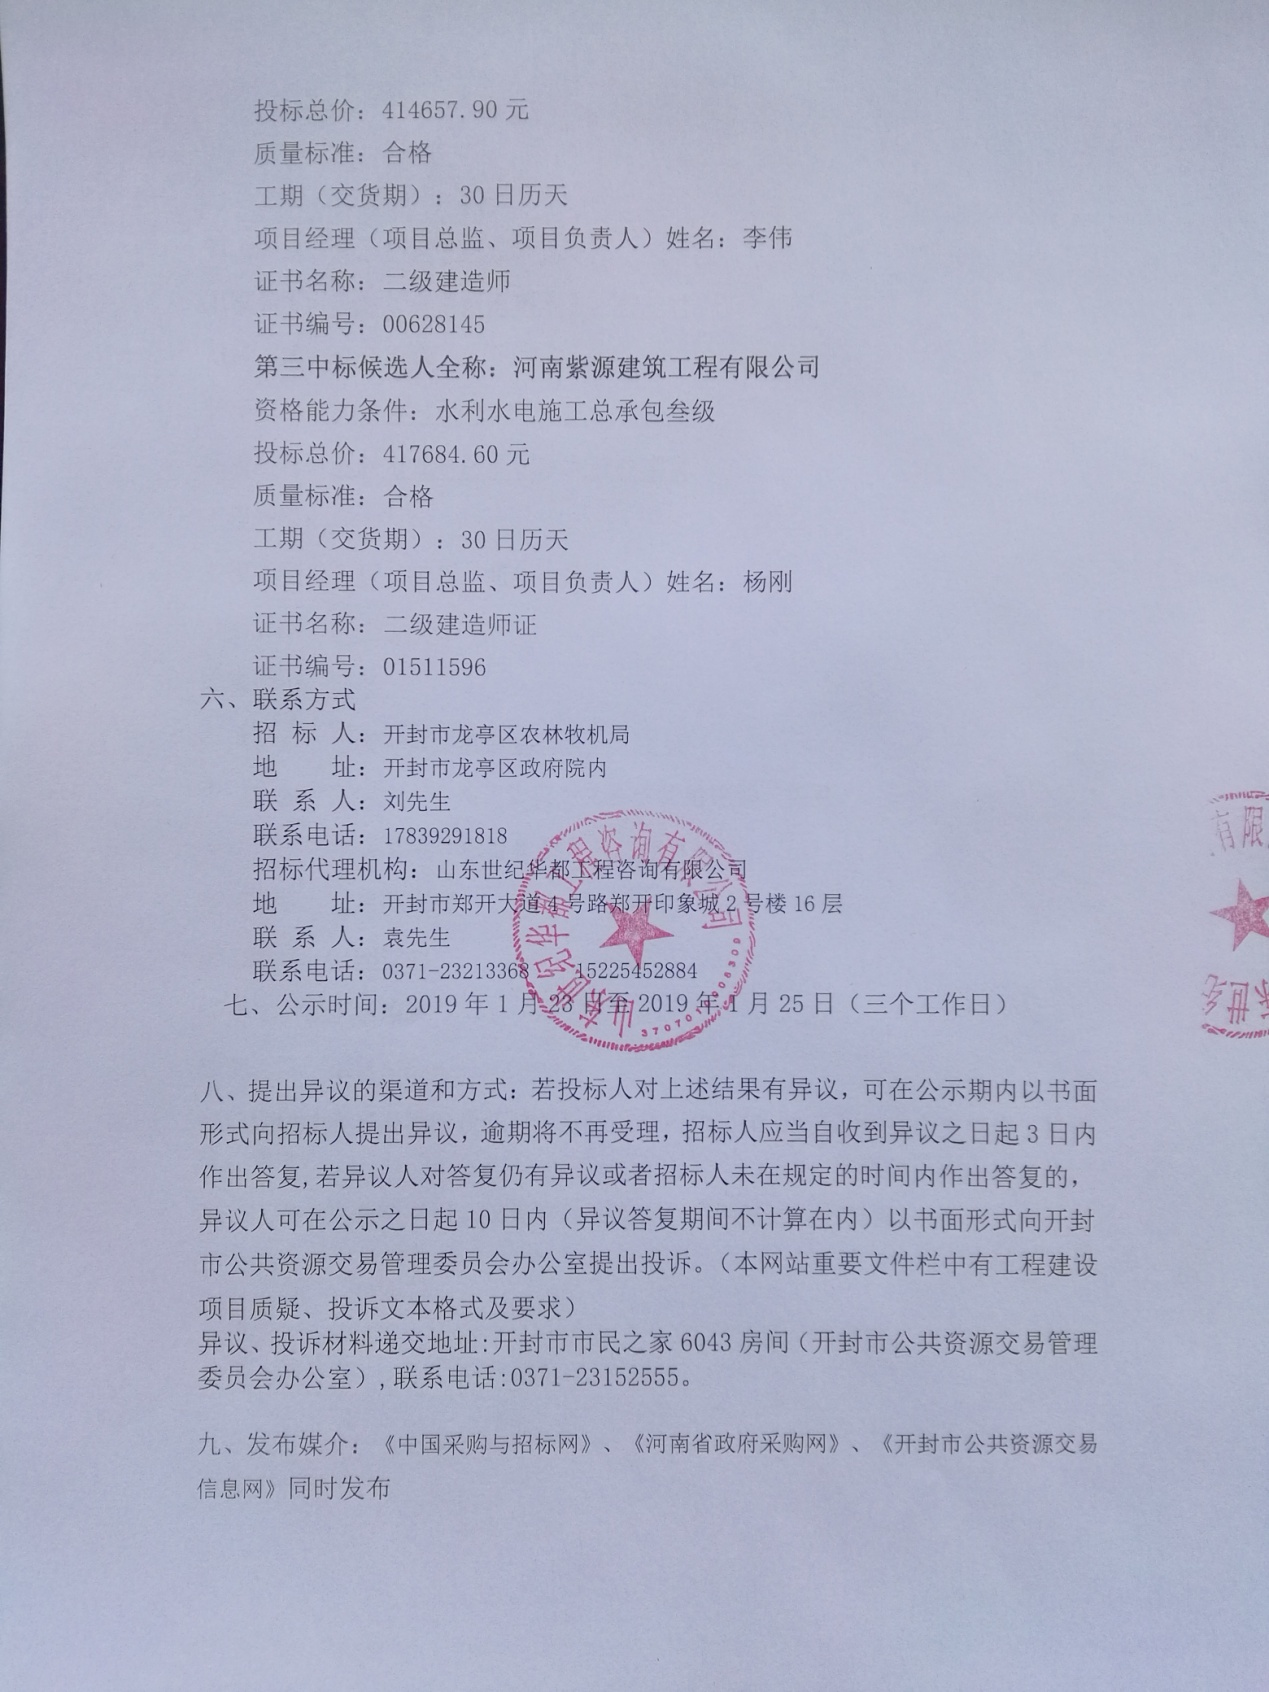 投标总价：414657.90 元
质量标准：合格
工期（交货期）：30 日历天
项目经理（项目总监、项目负责人）姓名：李伟
证书名称：二级建造师
证书编号：00628145
第三中标候选人全称：河南紫源建筑工程有限公司
资格能力条件：水利水电施工总承包叁级
投标总价：417684.60 元
质量标准：合格
工期（交货期）：30 日历天
项目经理（项目总监、项目负责人）姓名：杨刚
证书名称：二级建造师证
证书编号：01511596
六、联系方式
招 标 人：开封市龙亭区农林牧机局
地　　址：开封市龙亭区政府院内
联 系 人：刘先生
联系电话：17839291818
招标代理机构：山东世纪华都工程咨询有限公司
地　　址：开封市郑开大道 4 号路郑开印象城 2 号楼 16 层
联 系 人：袁先生
联系电话：0371-23213368　15225452884
七、公示时间：2019 年 1 月 23 日至 2019 年 1 月 25 日（三个工作日）
山东世纪华都工程咨询有限公司
有限
东世纪
八、提出异议的渠道和方式：若投标人对上述结果有异议，可在公示期内以书面
形式向招标人提出异议，逾期将不再受理，招标人应当自收到异议之日起 3 日内
作出答复,若异议人对答复仍有异议或者招标人未在规定的时间内作出答复的，
异议人可在公示之日起 10 日内（异议答复期间不计算在内）以书面形式向开封
市公共资源交易管理委员会办公室提出投诉。（本网站重要文件栏中有工程建设
项目质疑、投诉文本格式及要求）
异议、投诉材料递交地址:开封市市民之家 6043 房间（开封市公共资源交易管理
委员会办公室）,联系电话:0371-23152555。
九、发布媒介：《中国采购与招标网》、《河南省政府采购网》、《开封市公共资源交易
信息网》同时发布